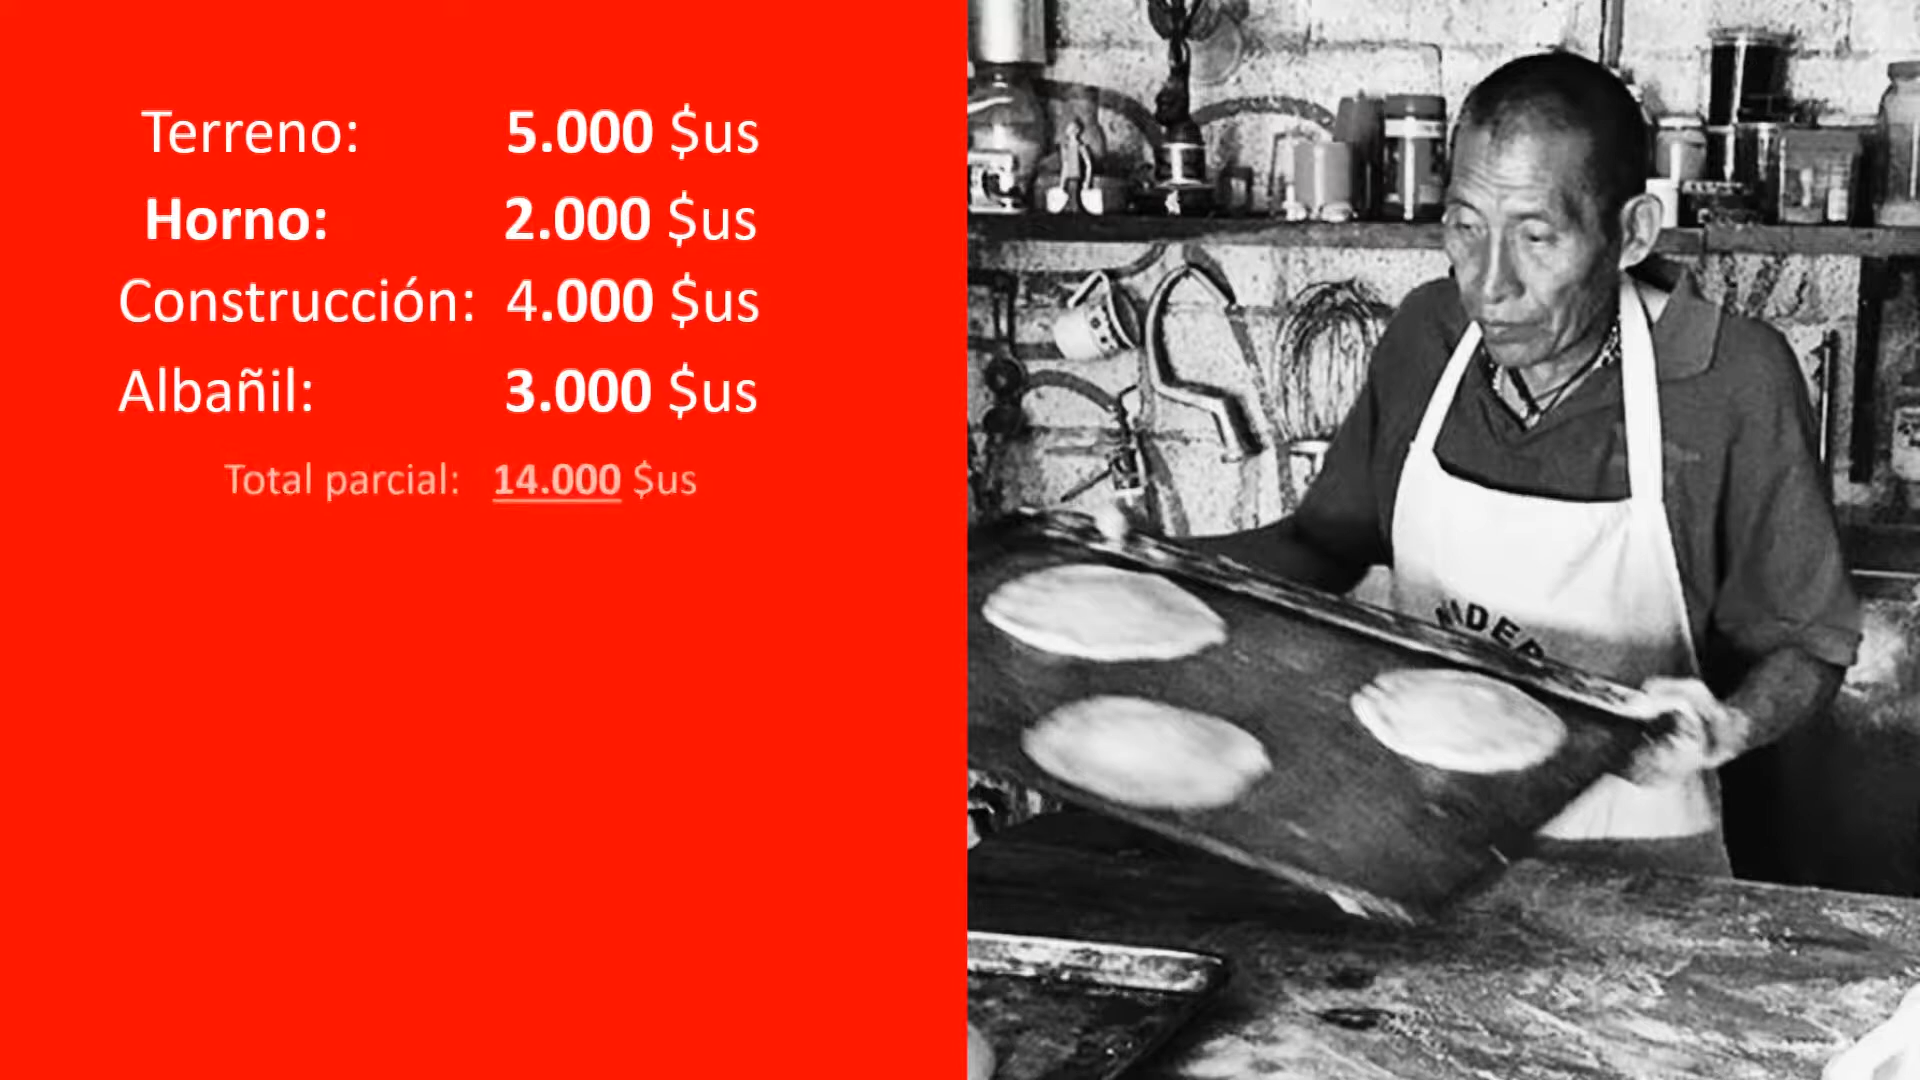 Terreno: 5.000 $us
Horno: 2.000 $us
Construcción: 4.000 $us
Albañil: 3.000 $us
Total parcial: 14.000 $us